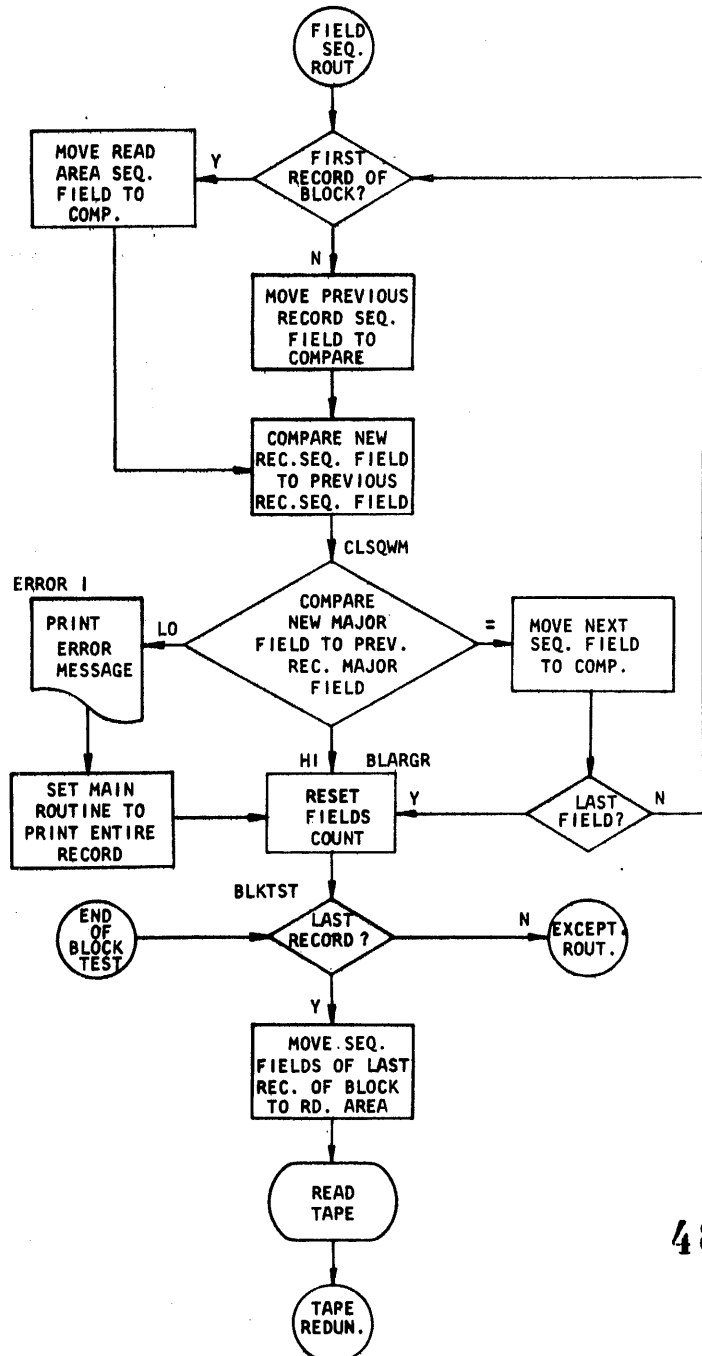 FIELD
SEQ.
ROUT
FIRST
RECORD OF
BLOCK?
Y
MOVE READ
AREA SEQ.
FIELD TO
COMP.
N
MOVE PREVIOUS
RECORD SEQ.
FIELD TO
COMPARE
COMPARE NEW
REC.SEQ. FIELD
TO PREVIOUS
REC.SEQ. FIELD
CLSQWM
COMPARE
NEW MAJOR
FIELD TO PREV.
REC. MAJOR
FIELD
LO
ERROR I
PRINT
ERROR
MESSAGE
=
MOVE NEXT
SEQ. FIELD
TO COMP.
HI
BLARGR
SET MAIN
ROUTINE TO
PRINT ENTIRE
RECORD
RESET
FIELDS
COUNT
Y
LAST
FIELD?
N
BLKTST
END
OF
BLOCK
TEST
LAST
RECORD ?
N
EXCEPT.
ROUT.
Y
MOVE SEQ.
FIELDS OF LAST
REC. OF BLOCK
TO RD. AREA
READ
TAPE
TAPE
REDUN.